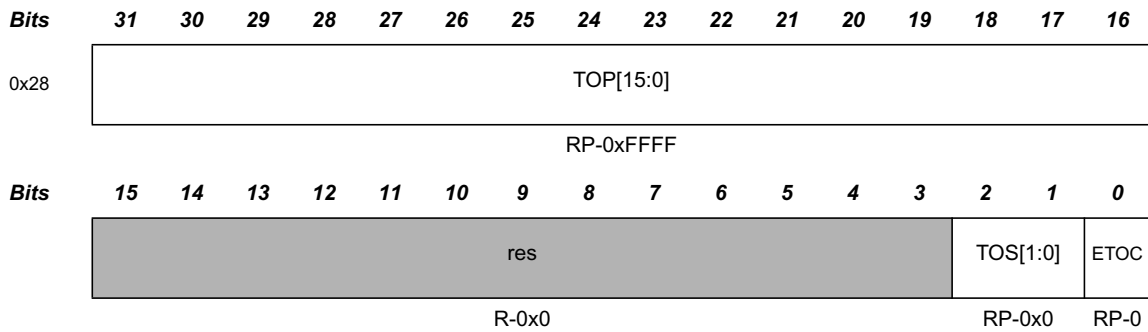 Bits 31 30 29 28 27 26 25 24 23 22 21 20 19 18 17 16
0x28 TOP[15:0]
RP-0xFFFF
Bits 15 14 13 12 11 10 9 8 7 6 5 4 3 2 1 0
res TOS[1:0] ETOC
R-0x0 RP-0x0 RP-0